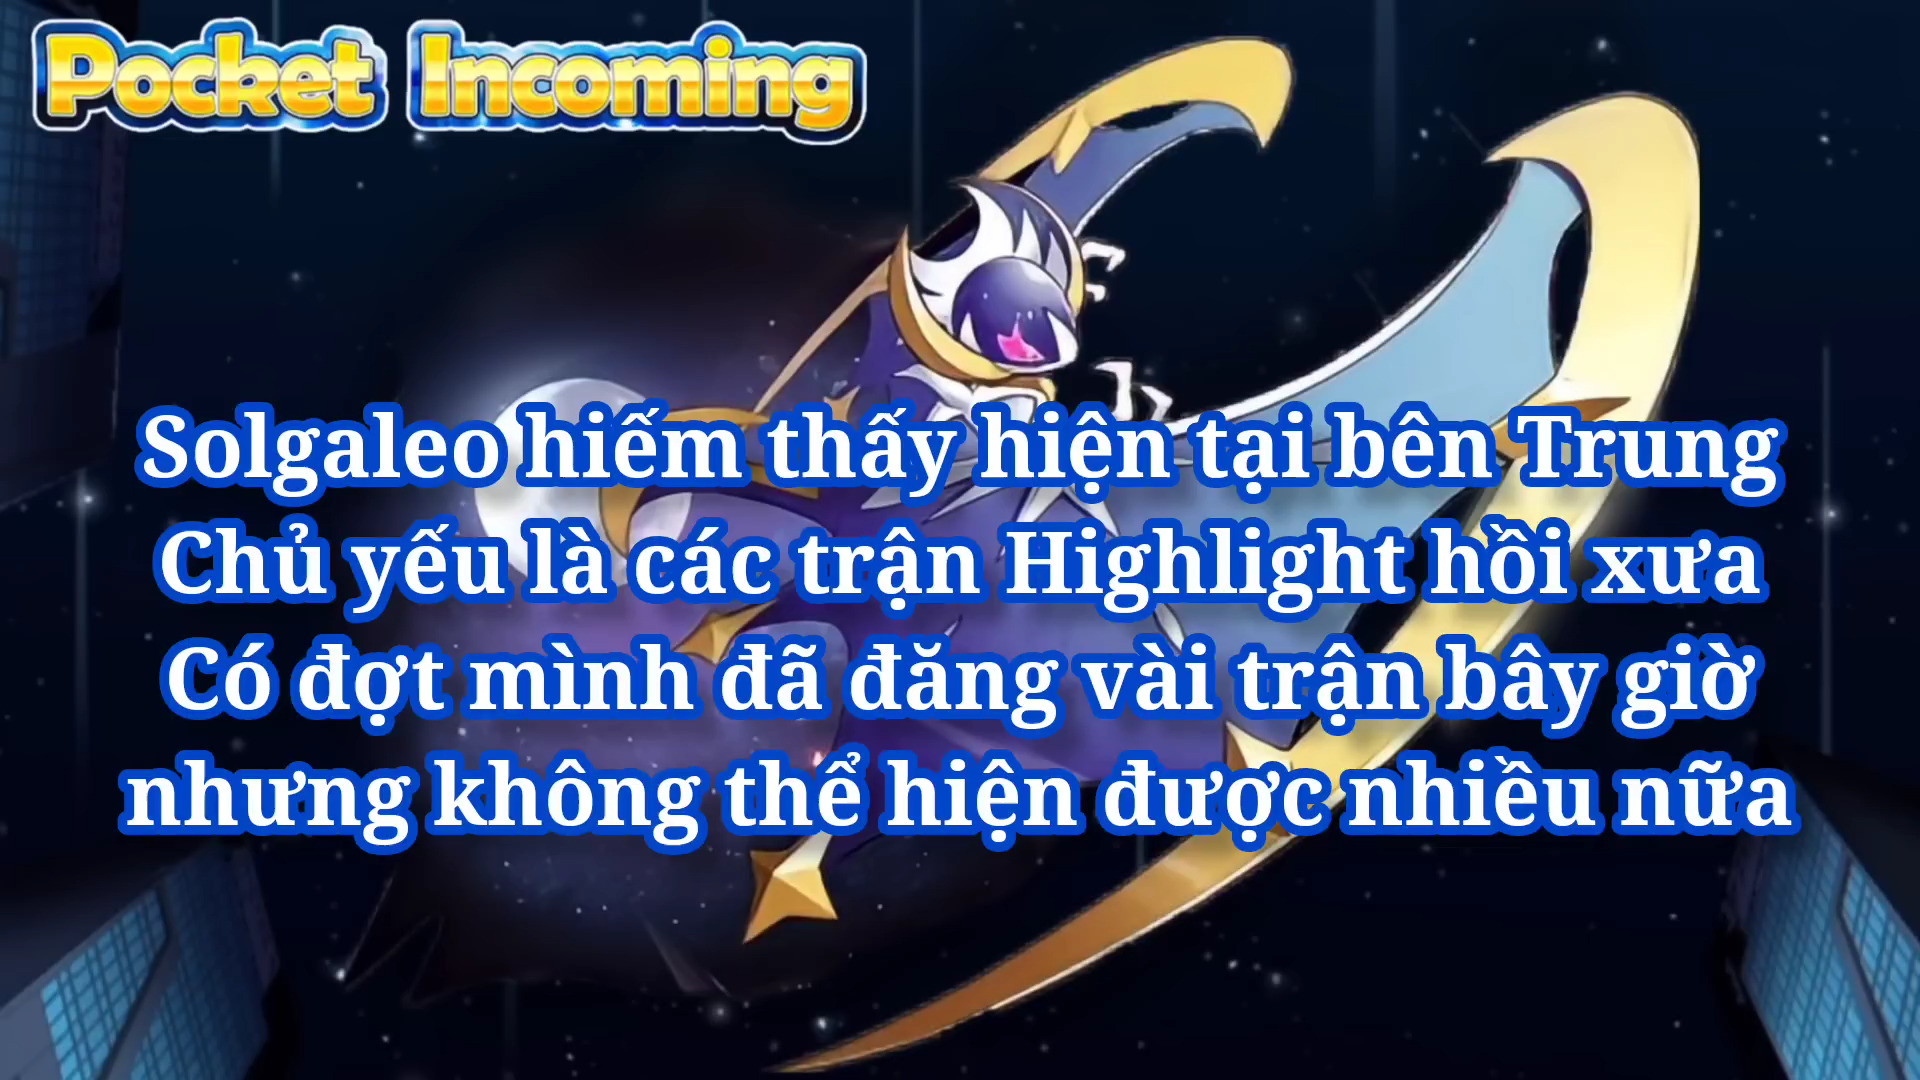 Pocket Incoming
Solgaleo hiếm thấy hiện tại bên Trung
Chủ yếu là các trận Highlight hồi xưa
Có đợt mình đã đăng vài trận bây giờ
nhưng không thể hiện được nhiều nữa